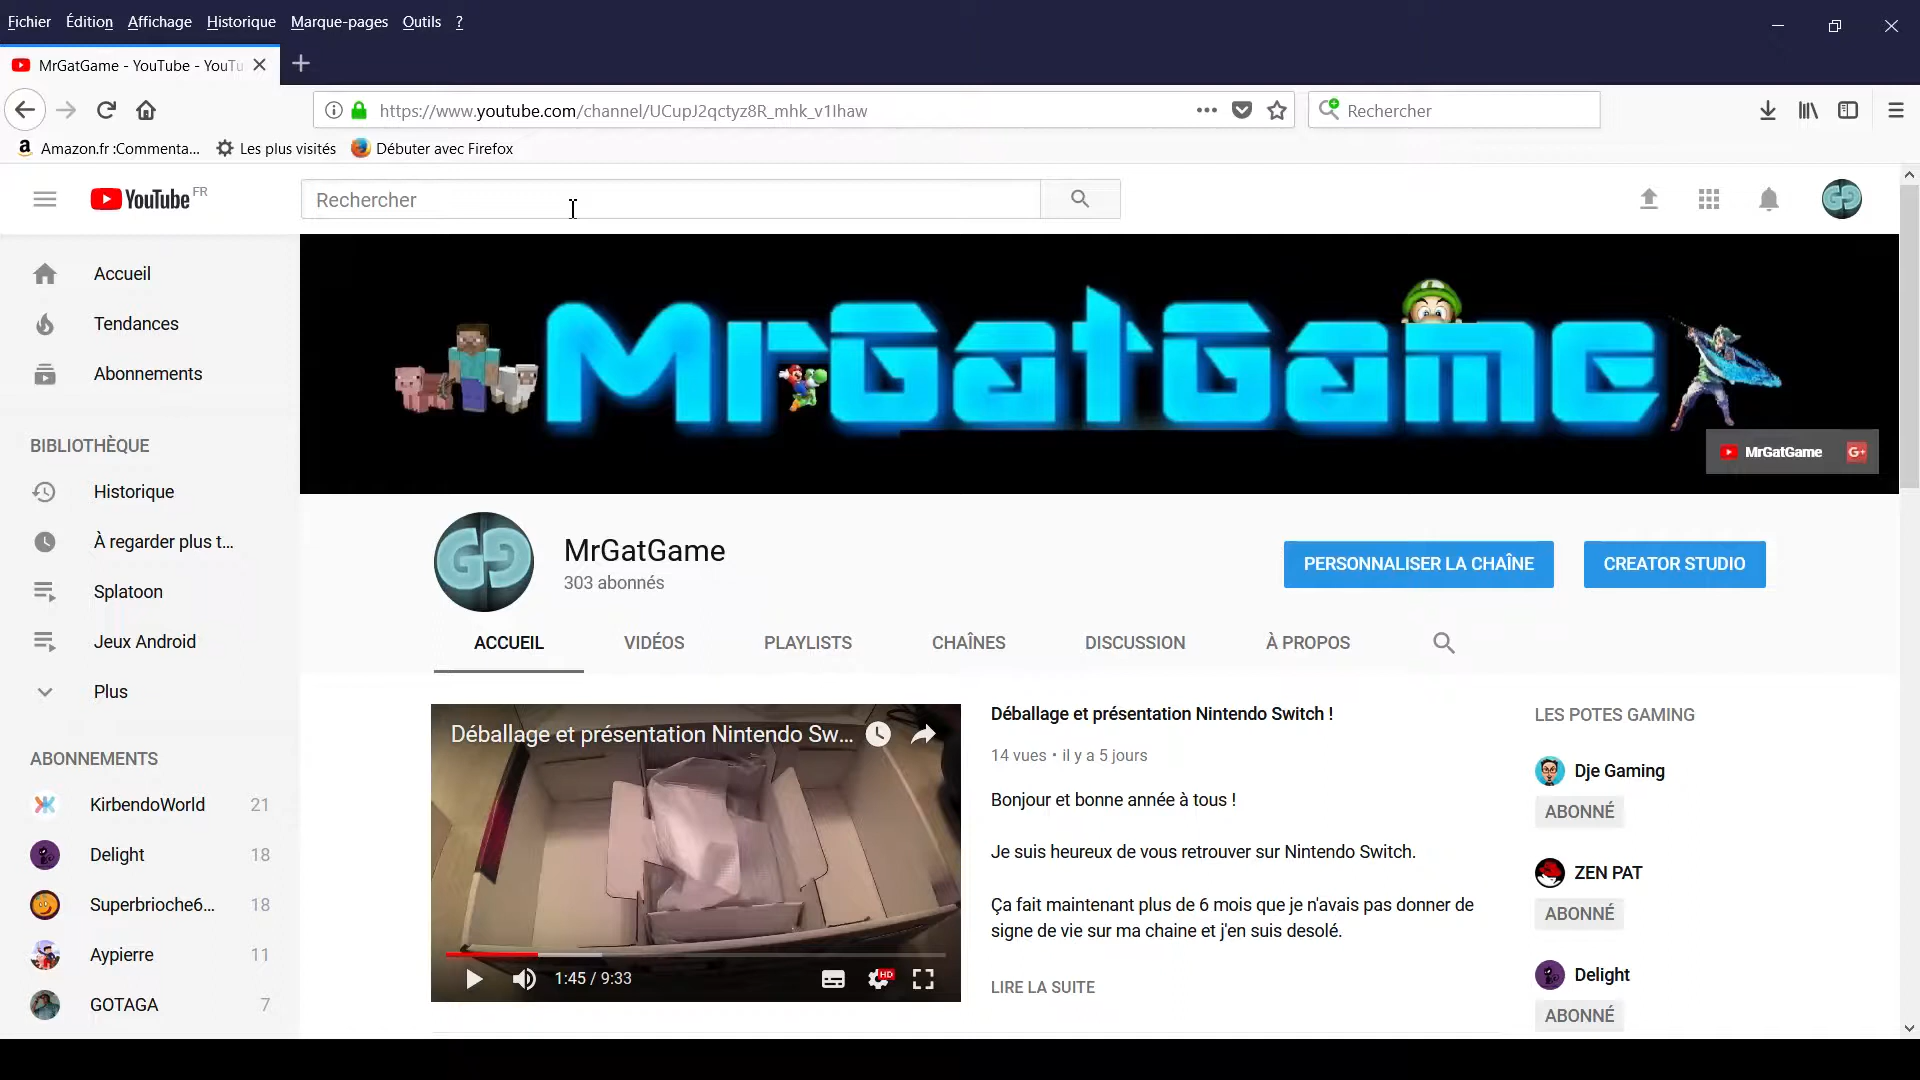 Fichier Édition Affichage Historique Marque-pages Outils ?
MrGatGame - YouTube - YouTu
https://www.youtube.com/channel/UCupJ2qctyz8R_mhk_v1Ihaw
Rechercher
Amazon.fr :Commenta... Les plus visités Débuter avec Firefox
YouTube FR
Rechercher
Accueil
Tendances
Abonnements
BIBLIOTHÈQUE
Historique
À regarder plus t...
Splatoon
Jeux Android
Plus
ABONNEMENTS
KirbendoWorld 21
Delight 18
Superbrioche6... 18
Aypierre 11
GOTAGA 7
MrGatGame
MrGatGame G+
GG
MrGatGame
303 abonnés
PERSONNALISER LA CHAÎNE
CREATOR STUDIO
ACCUEIL VIDÉOS PLAYLISTS CHAÎNES DISCUSSION À PROPOS
Déballage et présentation Nintendo Sw...
1:45 / 9:33
HD
Déballage et présentation Nintendo Switch !
14 vues • il y a 5 jours
Bonjour et bonne année à tous !
Je suis heureux de vous retrouver sur Nintendo Switch.
Ça fait maintenant plus de 6 mois que je n'avais pas donner de
signe de vie sur ma chaine et j'en suis desolé.
LIRE LA SUITE
LES POTES GAMING
Dje Gaming
ABONNÉ
ZEN PAT
ABONNÉ
Delight
ABONNÉ